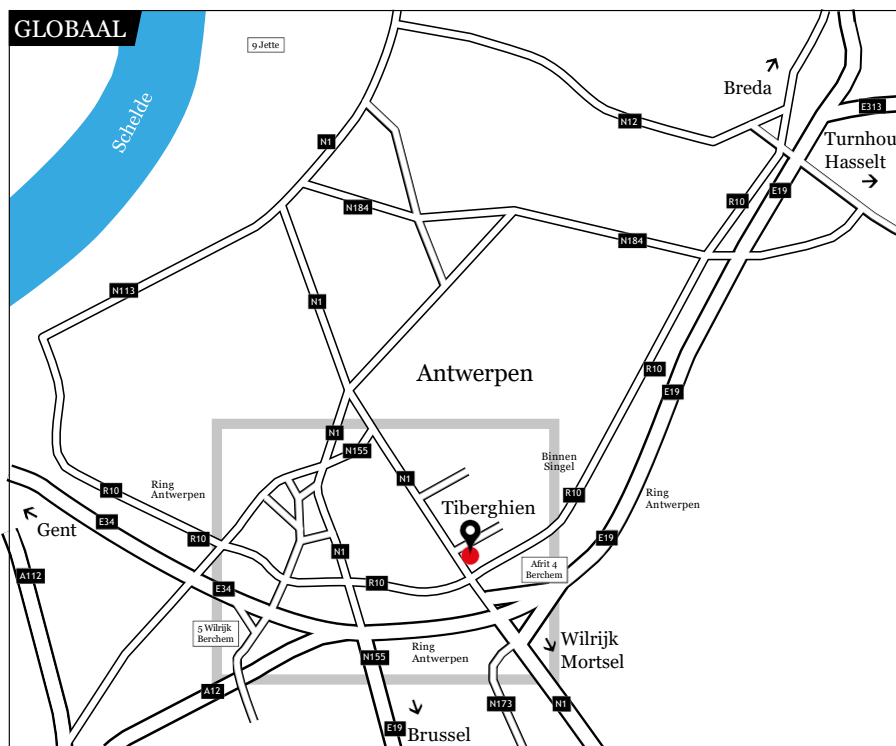 GLOBAAL
9 Jette
Breda
E313
N12
N1
Schelde
Turnhou
Hasselt
E19
R10
N184
N184
N113
N1
R10
Antwerpen
E19
N1
N155
Binnen
Singel
N1
R10
Ring
Antwerpen
R10
Ring
Antwerpen
Tiberghien
E34
Gent
R10
E19
N1
Afrit 4
Berchem
A112
E34
R10
5 Wilrijk
Berchem
Wilrijk
Mortsel
Ring
Antwerpen
N155
A12
N173
N1
E19
Brussel